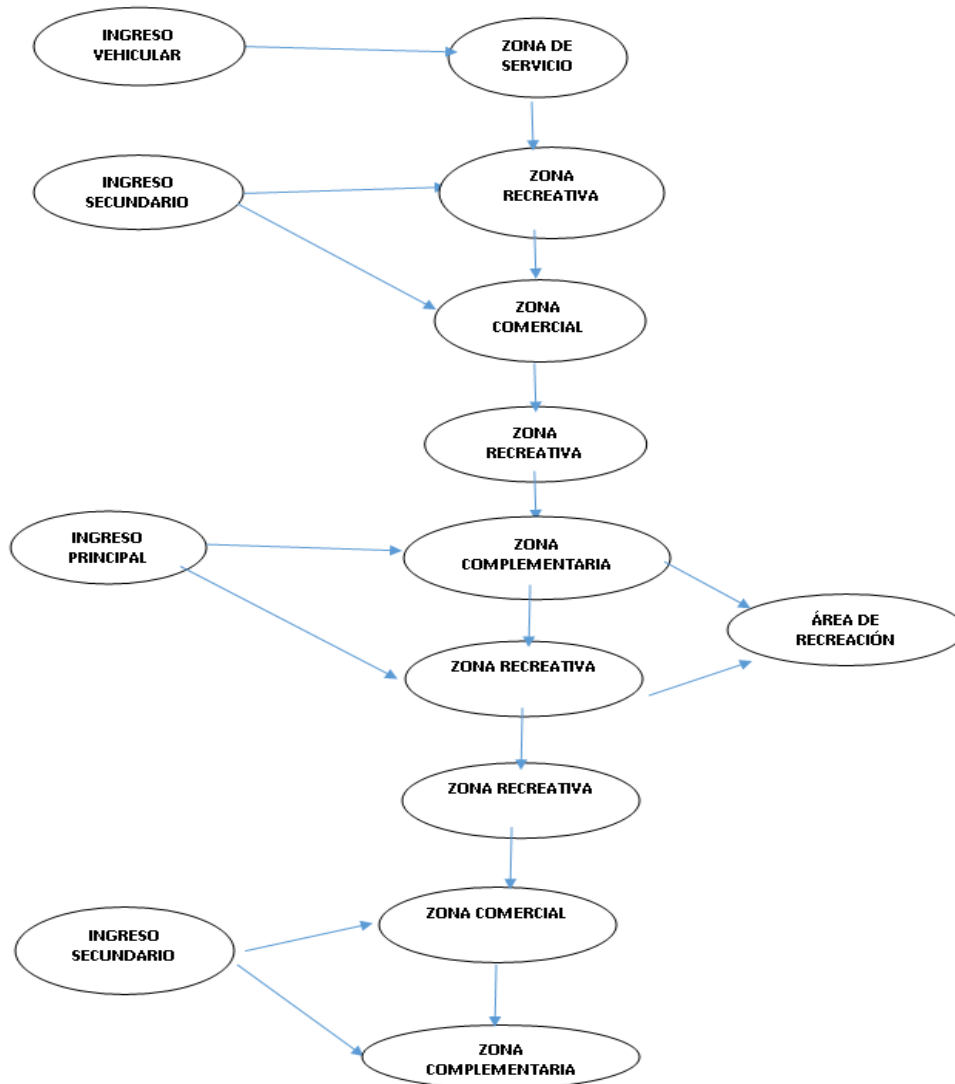 INGRESO
VEHICULAR
ZONA DE
SERVICIO
INGRESO
SECUNDARIO
ZONA
RECREATIVA
ZONA
COMERCIAL
ZONA
RECREATIVA
INGRESO
PRINCIPAL
ZONA
COMPLEMENTARIA
ÁREA DE
RECREACIÓN
ZONA RECREATIVA
ZONA RECREATIVA
ZONA COMERCIAL
INGRESO
SECUNDARIO
ZONA
COMPLEMENTARIA